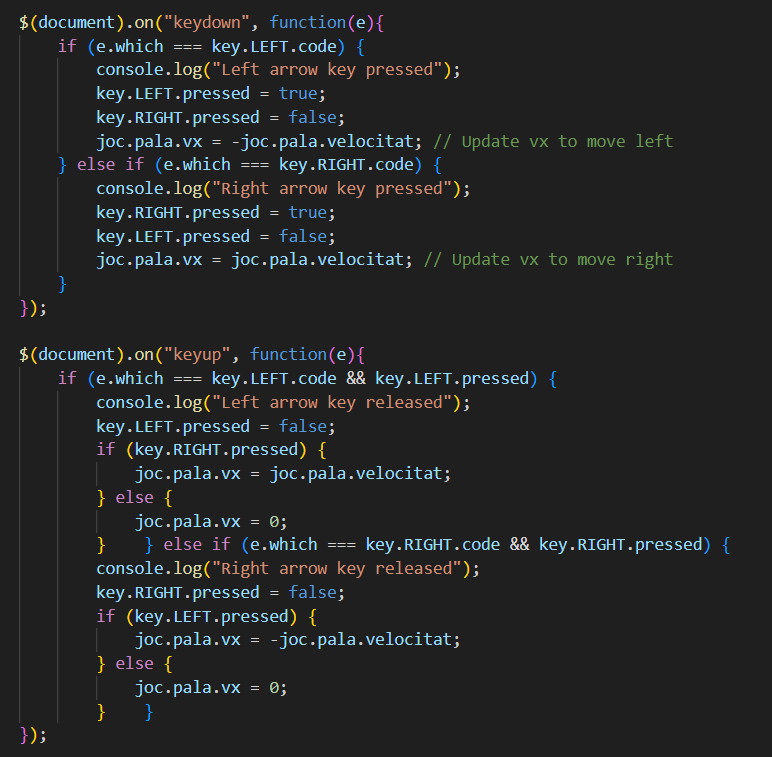 $(document).on("keydown", function(e){
    if (e.which === key.LEFT.code) {
        console.log("Left arrow key pressed");
        key.LEFT.pressed = true;
        key.RIGHT.pressed = false;
        joc.pala.vx = -joc.pala.velocitat; // Update vx to move left
    } else if (e.which === key.RIGHT.code) {
        console.log("Right arrow key pressed");
        key.RIGHT.pressed = true;
        key.LEFT.pressed = false;
        joc.pala.vx = joc.pala.velocitat; // Update vx to move right
    }
});

$(document).on("keyup", function(e){
    if (e.which === key.LEFT.code && key.LEFT.pressed) {
        console.log("Left arrow key released");
        key.LEFT.pressed = false;
        if (key.RIGHT.pressed) {
            joc.pala.vx = joc.pala.velocitat;
        } else {
            joc.pala.vx = 0;
        }    } else if (e.which === key.RIGHT.code && key.RIGHT.pressed) {
        console.log("Right arrow key released");
        key.RIGHT.pressed = false;
        if (key.LEFT.pressed) {
            joc.pala.vx = -joc.pala.velocitat;
        } else {
            joc.pala.vx = 0;
        }    }
});